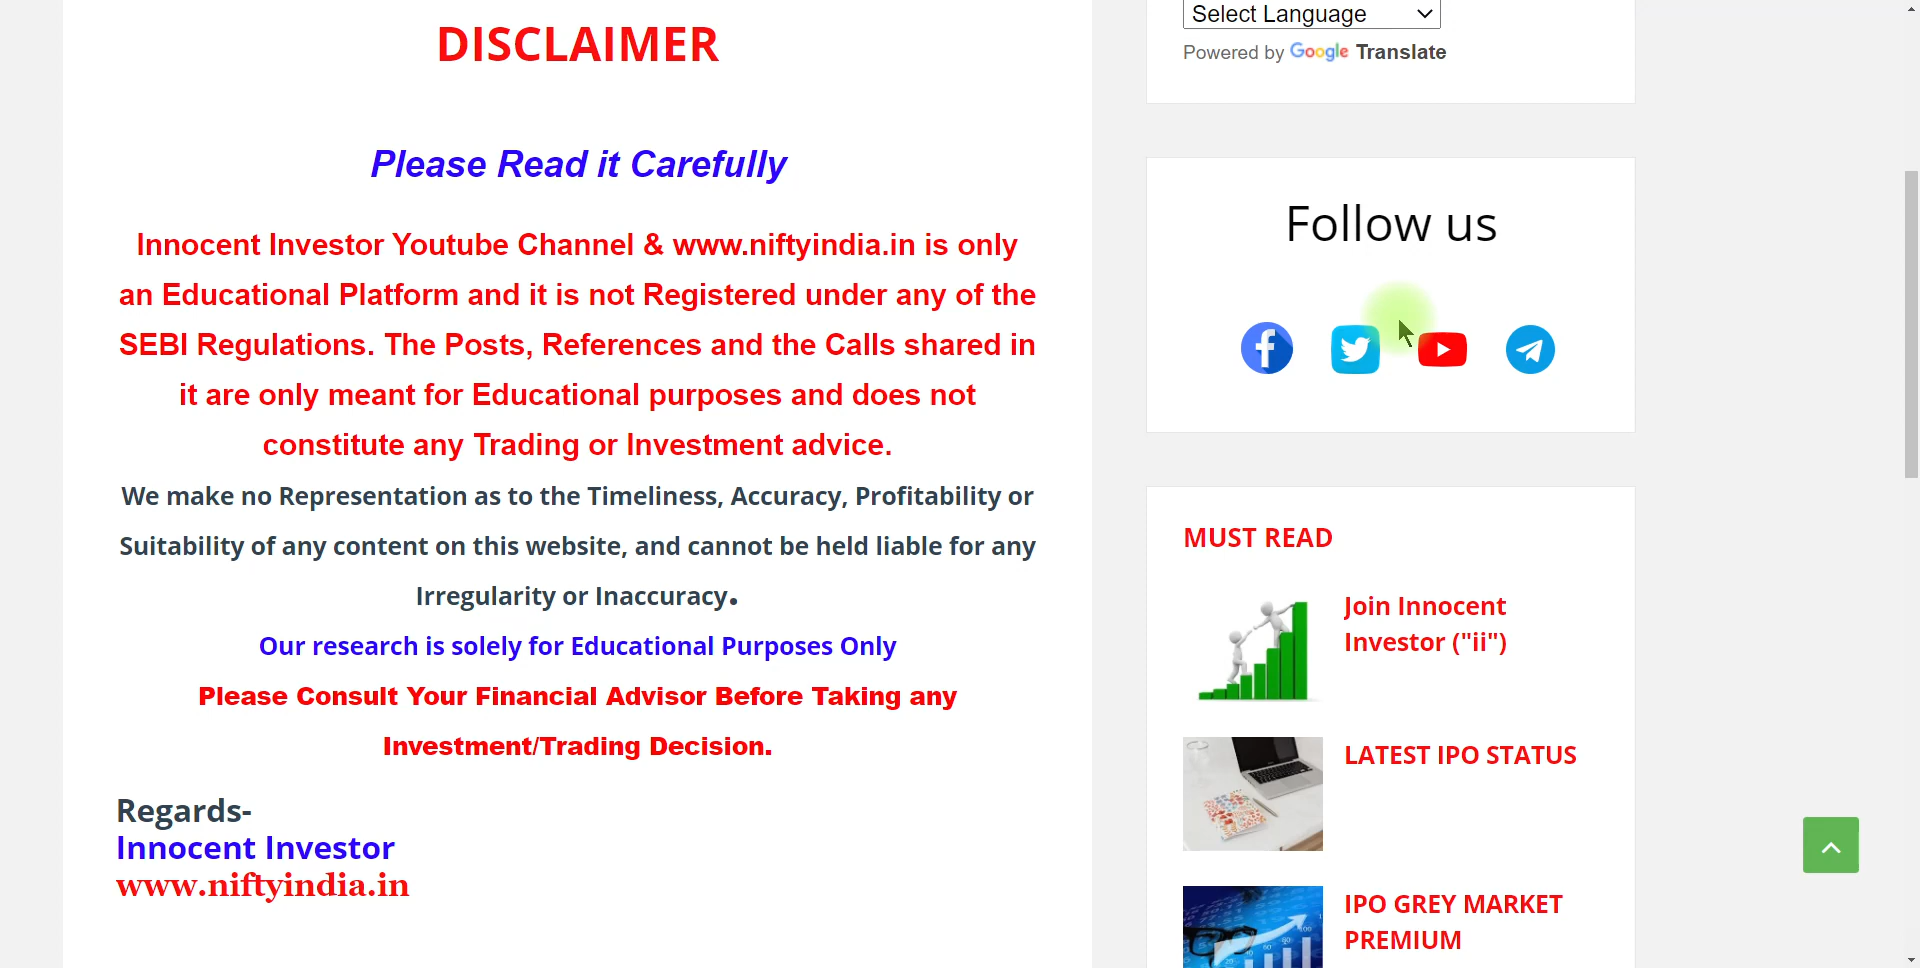 DISCLAIMER
Please Read it Carefully
Innocent Investor Youtube Channel & www.niftyindia.in is only
an Educational Platform and it is not Registered under any of the
SEBI Regulations. The Posts, References and the Calls shared in
it are only meant for Educational purposes and does not
constitute any Trading or Investment advice.
We make no Representation as to the Timeliness, Accuracy, Profitability or
Suitability of any content on this website, and cannot be held liable for any
Irregularity or Inaccuracy.
Our research is solely for Educational Purposes Only
Please Consult Your Financial Advisor Before Taking any
Investment/Trading Decision.
Regards-
Innocent Investor
www.niftyindia.in
Select Language
Powered by Google Translate
Follow us
MUST READ
Join Innocent
Investor ("ii")
LATEST IPO STATUS
IPO GREY MARKET
PREMIUM